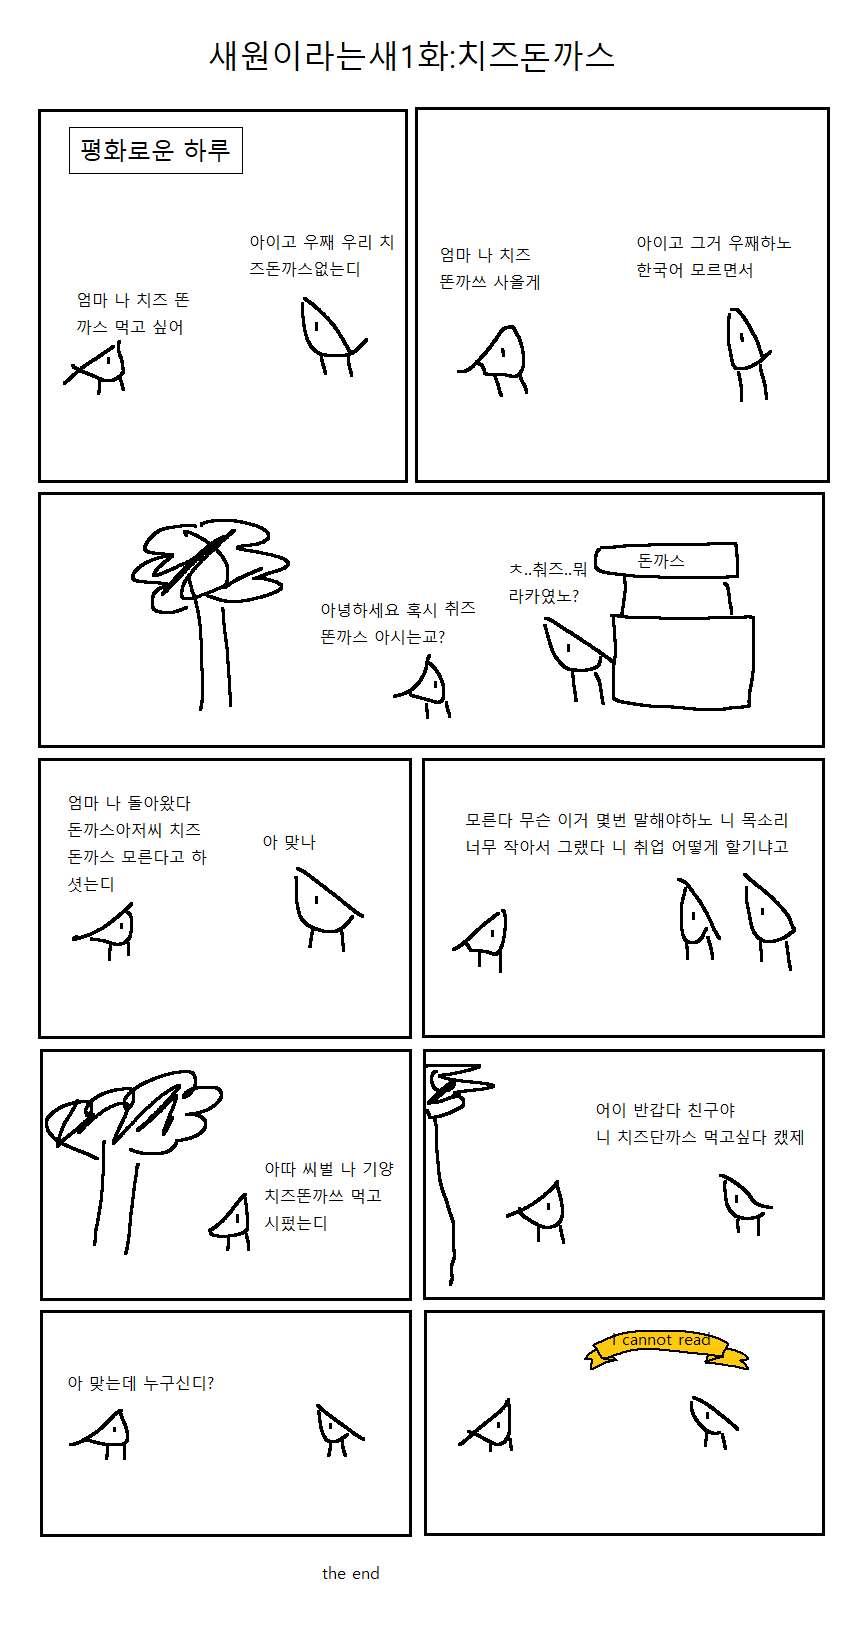 새원이라는새1화:치즈돈까스
평화로운 하루
아이고 우째 우리 치
즈돈까스없는디
엄마 나 치즈 똔
까스 먹고 싶어
엄마 나 치즈
똔까쓰 사올게
아이고 그거 우째하노
한국어 모르면서
아녕하세요 혹시 취즈
똔까스 아시는교?
ㅊ..춰즈..뭐
라카였노?
돈까스
엄마 나 돌아왔다
돈까스아저씨 치즈
돈까스 모른다고 하
셧는디
아 맞나
모른다 무슨 이거 몇번 말해야하노 니 목소리
너무 작아서 그랬다 니 취업 어떻게 할기냐고
아따 씨벌 나 기양
치즈똔까쓰 먹고
시펐는디
어이 반갑다 친구야
니 치즈단까스 먹고싶다 캤제
아 맞는데 누구신디?
I cannot read
the end